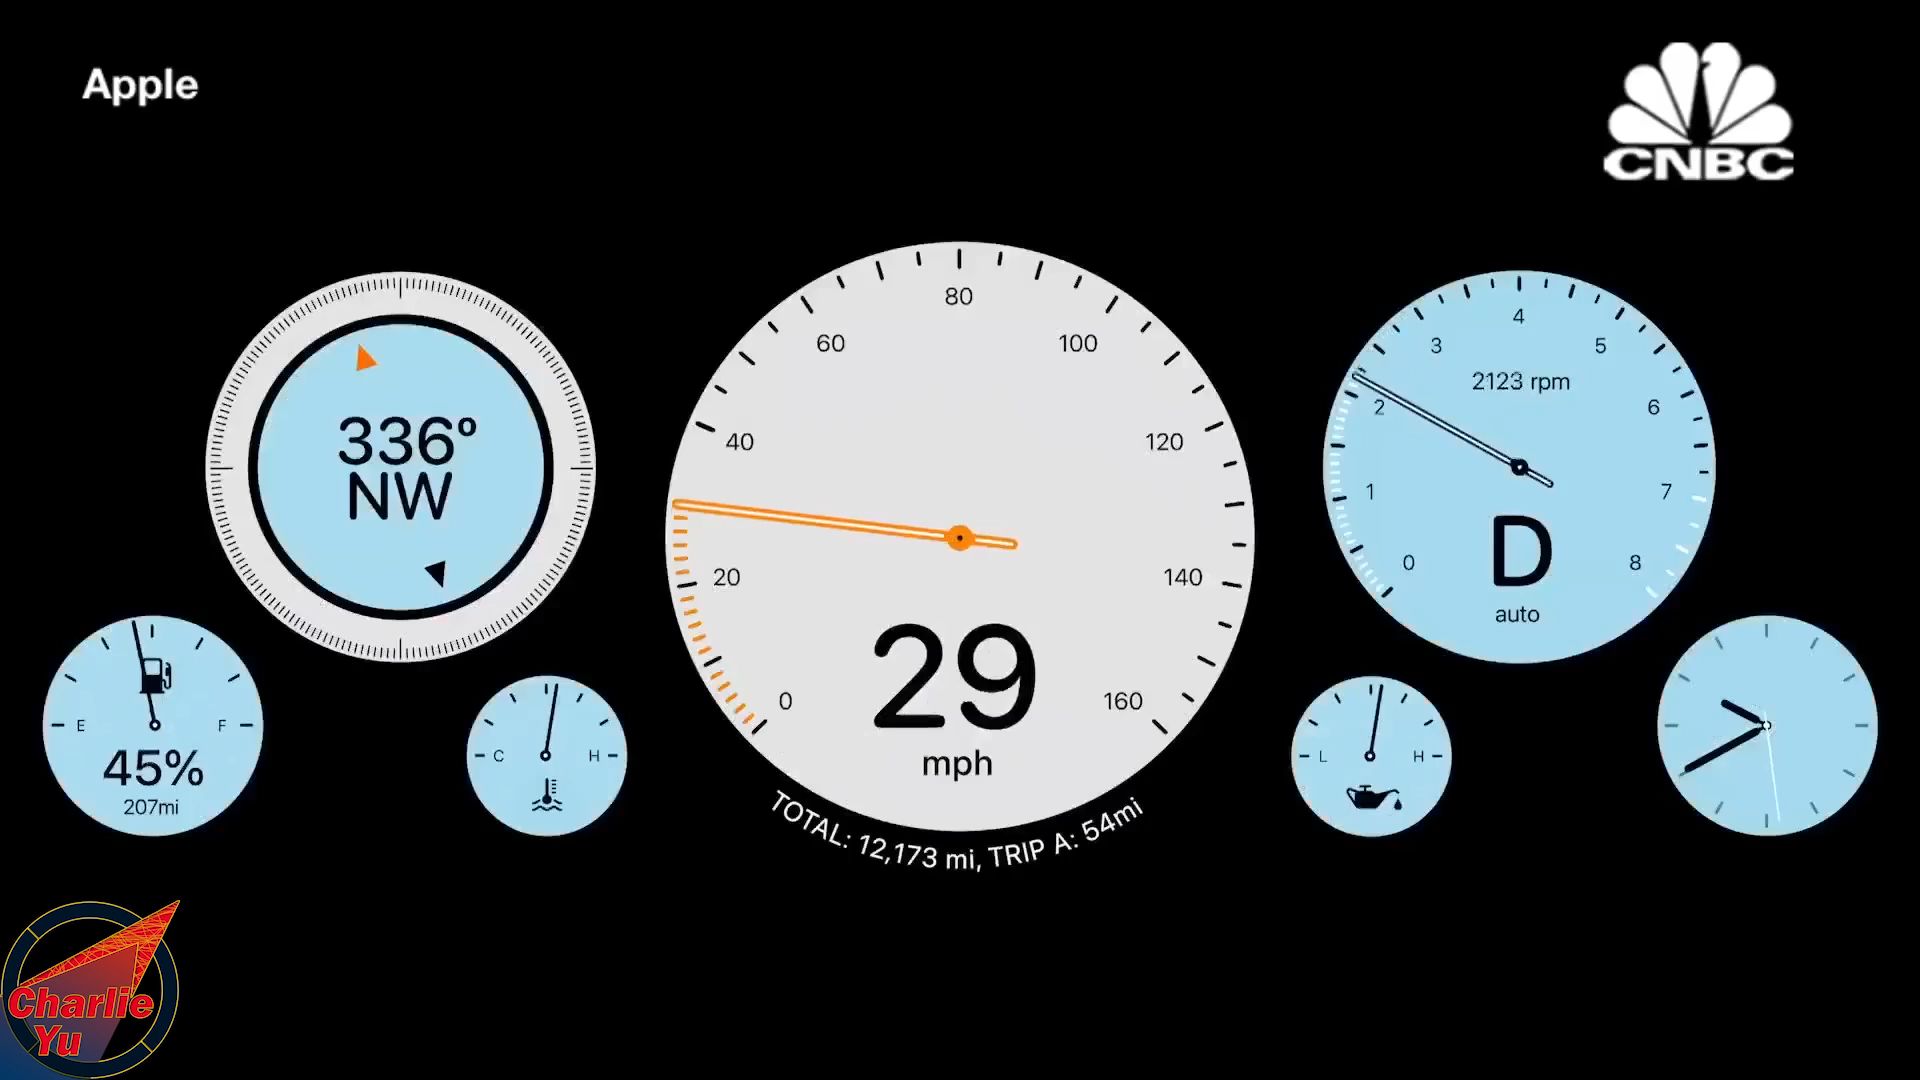 Apple
CNBC
336°
NW
80
60
100
40
120
20
140
0
160
29
mph
TOTAL: 12,173 mi, TRIP A: 54mi
4
3
5
2123 rpm
2
6
1
7
0
8
D
auto
E
F
45%
207mi
C
H
L
H
Charlie
Yu